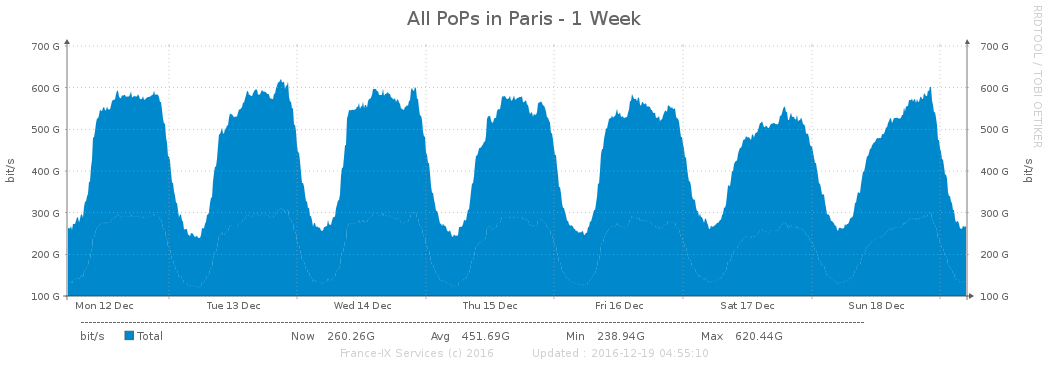 All PoPs in Paris - 1 Week
RRDTOOL / TOBI OETIKER
700 G 700 G
600 G 600 G
500 G 500 G
400 G 400 G
300 G 300 G
200 G 200 G
100 G 100 G
bit/s bit/s
Mon 12 Dec Tue 13 Dec Wed 14 Dec Thu 15 Dec Fri 16 Dec Sat 17 Dec Sun 18 Dec
bit/s Total Now 260.26G Avg 451.69G Min 238.94G Max 620.44G
France-IX Services (c) 2016 Updated : 2016-12-19 04:55:10